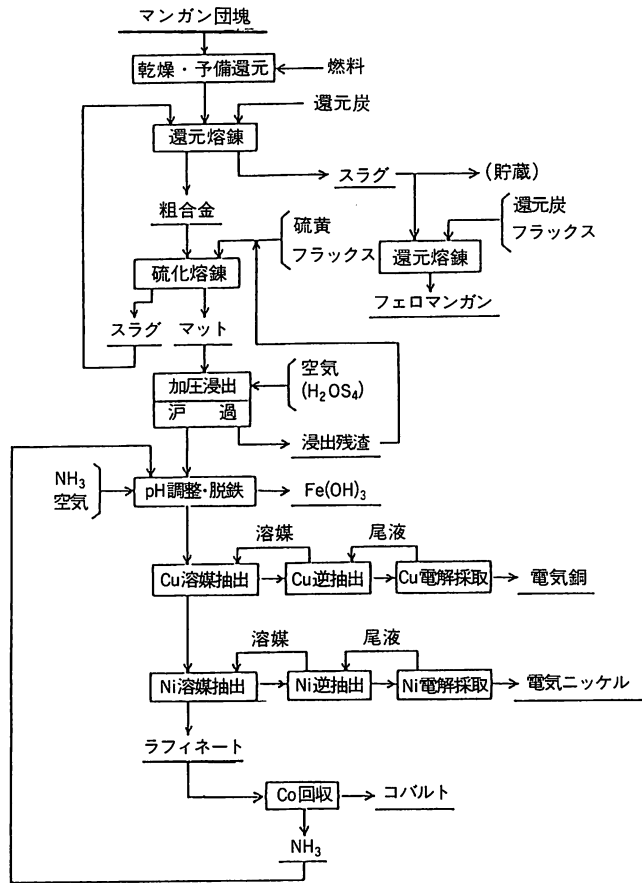 マンガン団塊
乾燥・予備還元
燃料
還元炭
還元熔錬
スラグ
(貯蔵)
粗合金
硫黄
フラックス
還元炭
フラックス
硫化熔錬
還元熔錬
フェロマンガン
スラグ
マット
空気
(H₂OS₄)
加圧浸出
沪過
浸出残渣
NH₃
空気
pH調整・脱鉄
Fe(OH)₃
溶媒
尾液
Cu溶媒抽出
Cu逆抽出
Cu電解採取
電気銅
溶媒
尾液
Ni溶媒抽出
Ni逆抽出
Ni電解採取
電気ニッケル
ラフィネート
Co回収
コバルト
NH₃